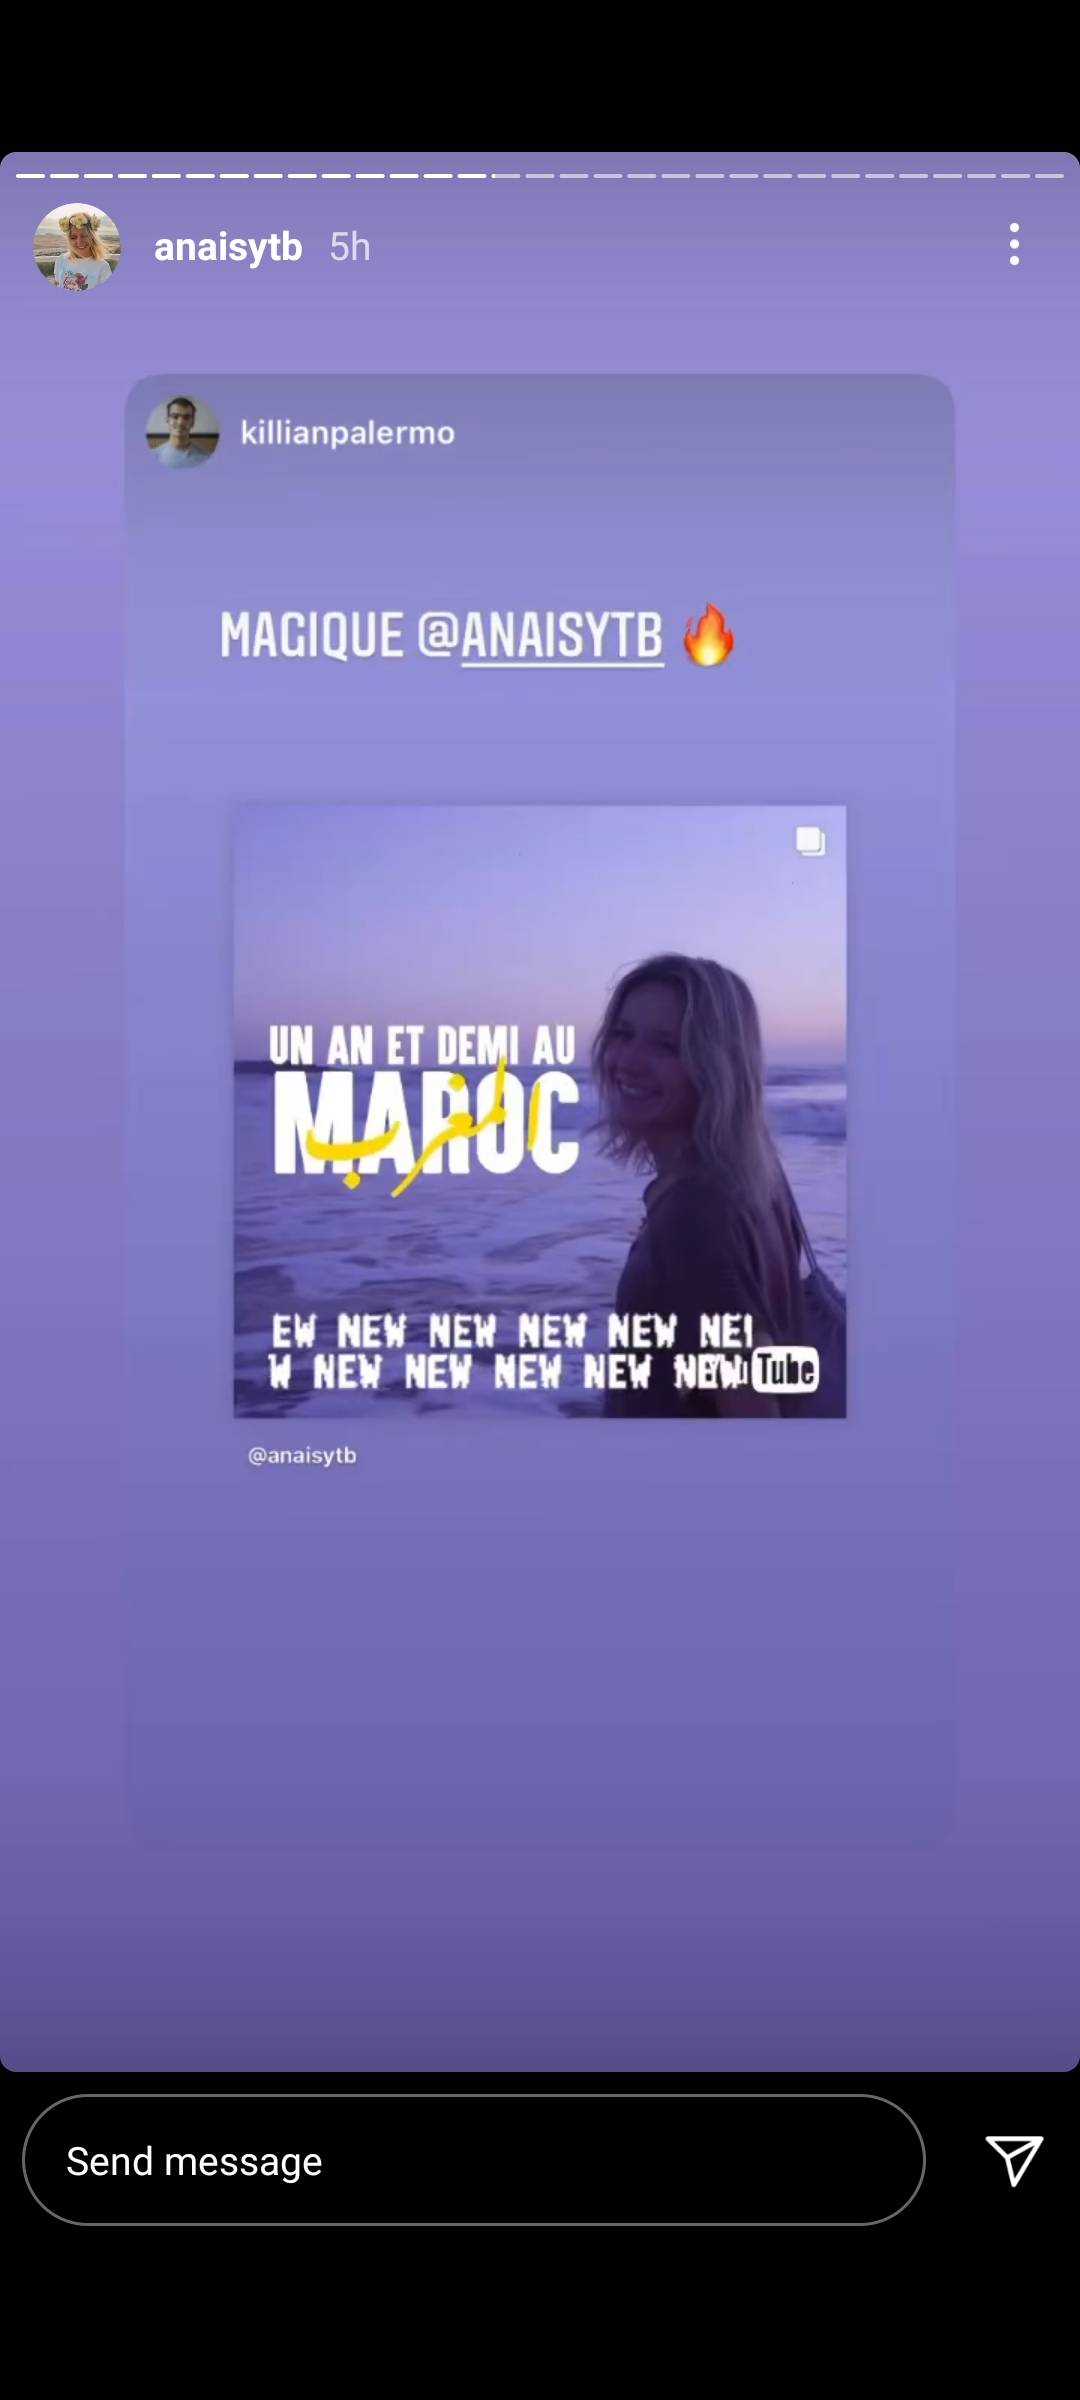 anaisytb 5h
killianpalermo
MAGIQUE @ANAISYTB 🔥
UN AN ET DEMI AU
MAROC
المغرب
EW NEW NEW NEW NEW NEI
W NEW NEW NEW NEW NEW
Tube
@anaisytb
Send message